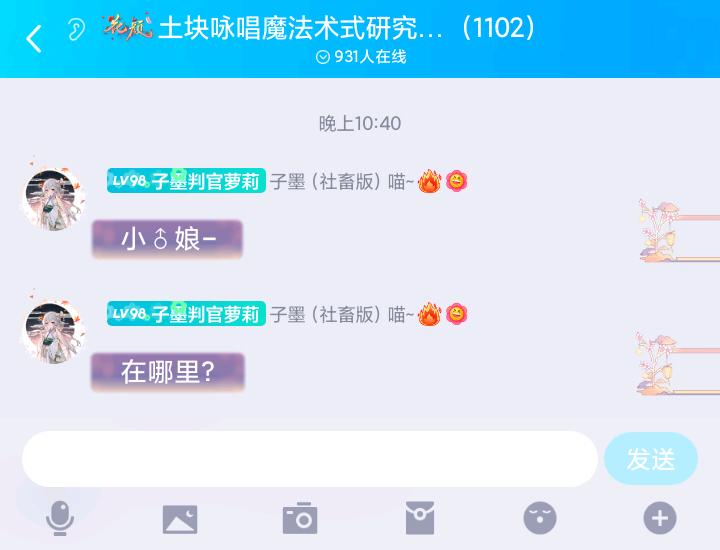 花颜 土块咏唱魔法术式研究...（1102）
931人在线
晚上10:40
LV98 子墨判官萝莉 子墨（社畜版）喵~
小♂娘–
LV98 子墨判官萝莉 子墨（社畜版）喵~
在哪里?
发送